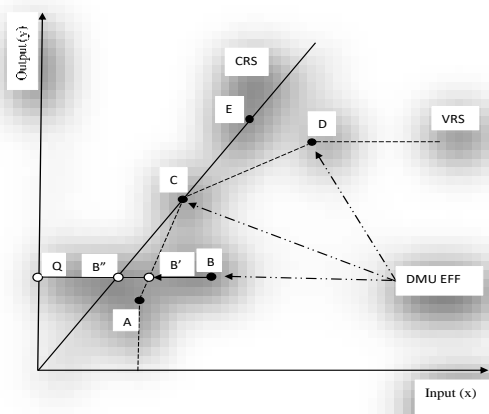 Output(y)
CRS
E
D
VRS
C
Q
B"
B'
B
DMU EFF
A
Input (x)